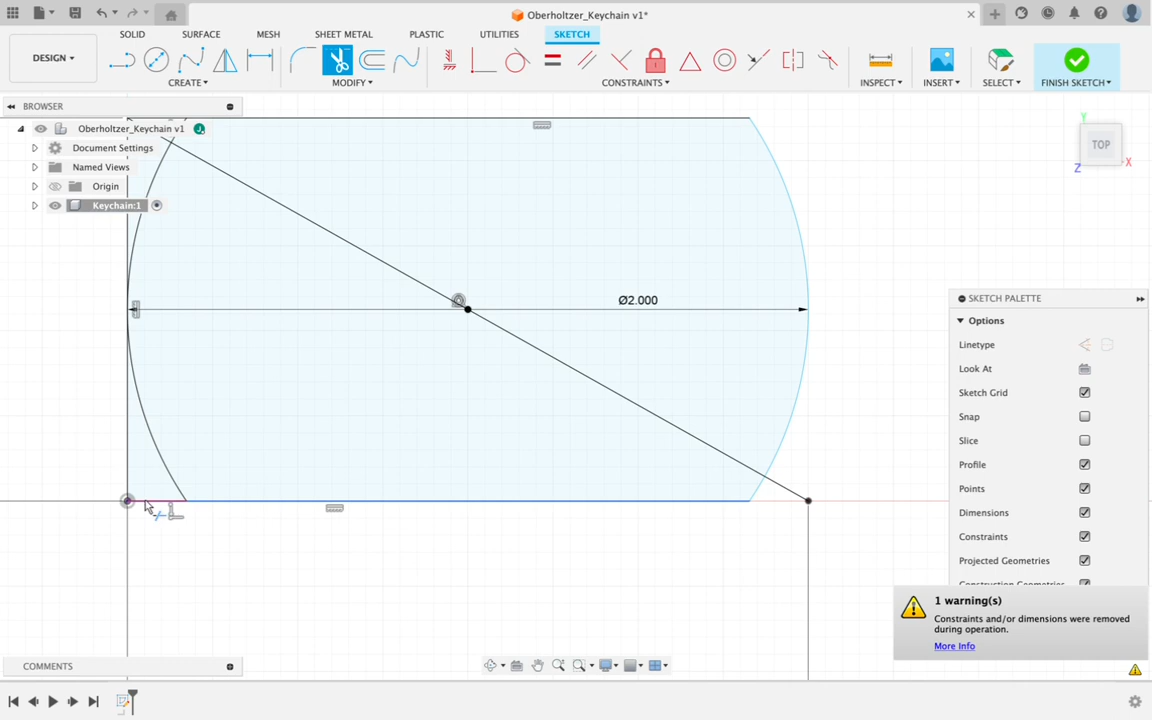 Oberholtzer_Keychain v1*
SOLID
SURFACE
MESH
SHEET METAL
PLASTIC
UTILITIES
SKETCH
DESIGN
CREATE
MODIFY
CONSTRAINTS
INSPECT
INSERT
SELECT
FINISH SKETCH
BROWSER
Oberholtzer_Keychain v1
Document Settings
Named Views
Origin
Keychain:1
Y
TOP
X
Z
Ø2.000
SKETCH PALETTE
Options
Linetype
Look At
Sketch Grid
Snap
Slice
Profile
Points
Dimensions
Constraints
Projected Geometries
Construction Geometries
1 warning(s)
Constraints and/or dimensions were removed
during operation.
More Info
COMMENTS